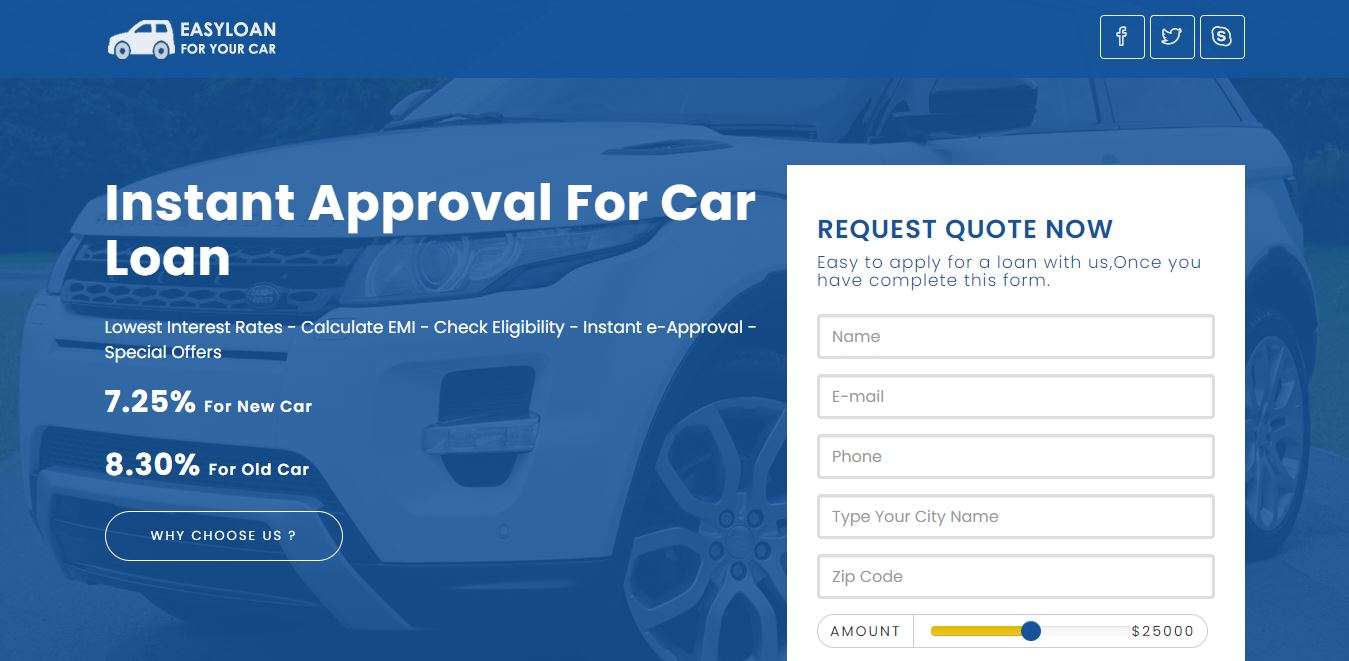 EASYLOAN
FOR YOUR CAR
Instant Approval For Car
Loan
Lowest Interest Rates - Calculate EMI - Check Eligibility - Instant e-Approval -
Special Offers
7.25% For New Car
8.30% For Old Car
WHY CHOOSE US ?
REQUEST QUOTE NOW
Easy to apply for a loan with us,Once you
have complete this form.
Name
E-mail
Phone
Type Your City Name
Zip Code
AMOUNT $25000